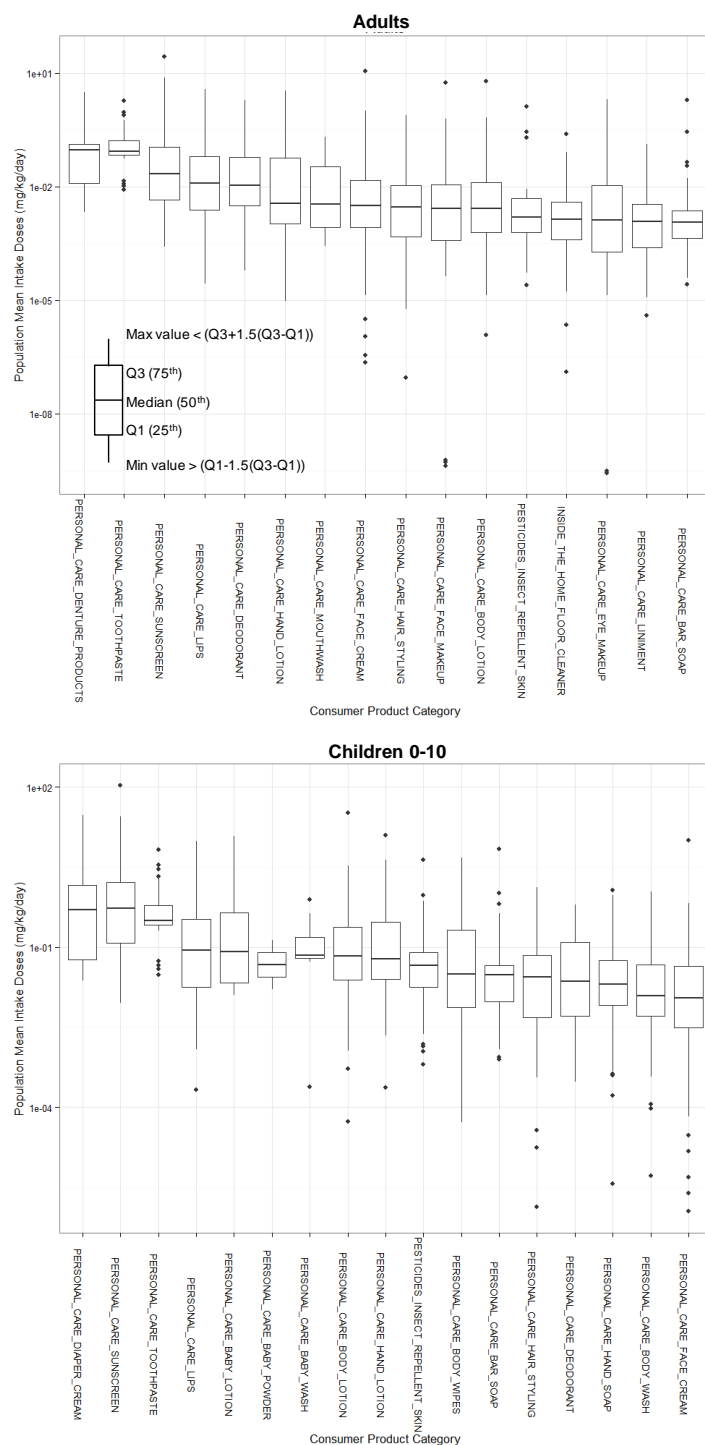 Adults
1e+01
1e-02
1e-05
1e-08
Population Mean Intake Doses (mg/kg/day)
Max value < (Q3+1.5(Q3-Q1))
Q3 (75th)
Median (50th)
Q1 (25th)
Min value > (Q1-1.5(Q3-Q1))
PERSONAL_CARE_DENTURE_PRODUCTS
PERSONAL_CARE_TOOTHPASTE
PERSONAL_CARE_SUNSCREEN
PERSONAL_CARE_LIPS
PERSONAL_CARE_DEODORANT
PERSONAL_CARE_HAND_LOTION
PERSONAL_CARE_MOUTHWASH
PERSONAL_CARE_FACE_CREAM
PERSONAL_CARE_HAIR_STYLING
PERSONAL_CARE_FACE_MAKEUP
PERSONAL_CARE_BODY_LOTION
PESTICIDES_INSECT_REPELLENT_SKIN
INSIDE_THE_HOME_FLOOR_CLEANER
PERSONAL_CARE_EYE_MAKEUP
PERSONAL_CARE_LINIMENT
PERSONAL_CARE_BAR_SOAP
Consumer Product Category
Children 0-10
1e+02
1e-01
1e-04
Population Mean Intake Doses (mg/kg/day)
PERSONAL_CARE_DIAPER_CREAM
PERSONAL_CARE_SUNSCREEN
PERSONAL_CARE_TOOTHPASTE
PERSONAL_CARE_LIPS
PERSONAL_CARE_BABY_LOTION
PERSONAL_CARE_BABY_POWDER
PERSONAL_CARE_BABY_WASH
PERSONAL_CARE_BODY_LOTION
PERSONAL_CARE_HAND_LOTION
PESTICIDES_INSECT_REPELLENT_SKIN
PERSONAL_CARE_BODY_WIPES
PERSONAL_CARE_BAR_SOAP
PERSONAL_CARE_HAIR_STYLING
PERSONAL_CARE_DEODORANT
PERSONAL_CARE_HAND_SOAP
PERSONAL_CARE_BODY_WASH
PERSONAL_CARE_FACE_CREAM
Consumer Product Category